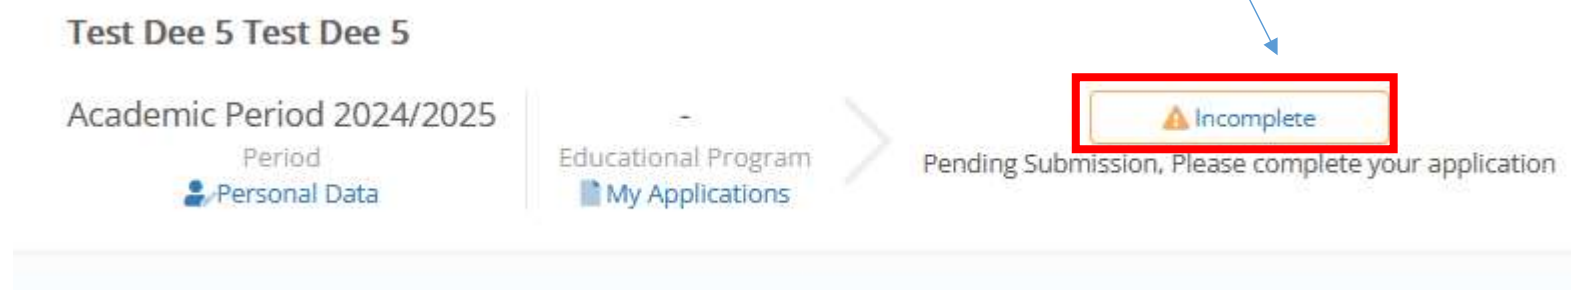 Test Dee 5 Test Dee 5
Academic Period 2024/2025
Period
Personal Data
-
Educational Program
My Applications
Incomplete
Pending Submission, Please complete your application